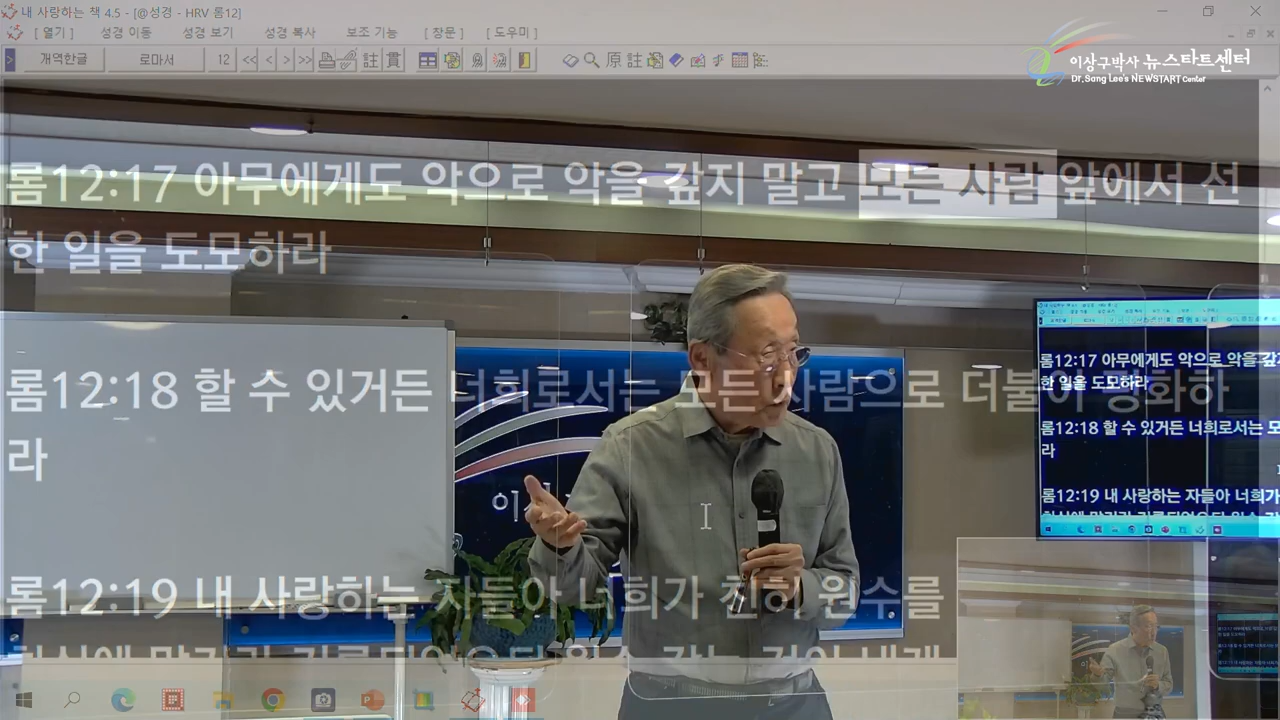 내 사랑하는 책 4.5 - [@성경 - HRV 롬12]
[ 열기 ] 성경 이동 성경 보기 성경 복사 보조 기능 [ 창문 ] [ 도우미 ]
개역한글 로마서 12 << < > >> 註 貫 原 註
이상구박사 뉴스타트센터
Dr.Sang Lee's NEWSTART Center
롬12:17 아무에게도 악으로 악을 갚지 말고 모든 사람 앞에서 선
한 일을 도모하라
롬12:18 할 수 있거든 너희로서는 모든 사람으로 더불어 평화하
라
롬12:19 내 사랑하는 자들아 너희가 친히 원수를
롬12:17 아무에게도 악으로 악을 갚지
한 일을 도모하라
롬12:18 할 수 있거든 너희로서는 모
라
롬12:19 내 사랑하는 자들아 너희가